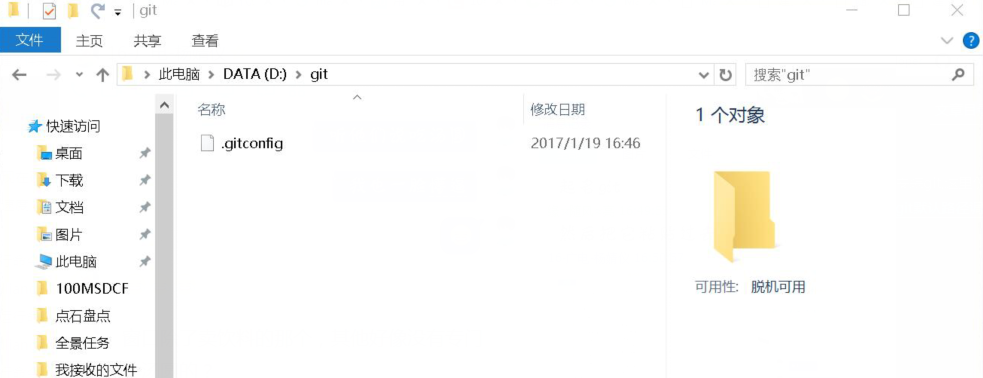 git
文件 主页 共享 查看
此电脑 DATA (D:) git 搜索"git"
名称 修改日期
.gitconfig 2017/1/19 16:46
1 个对象
可用性: 脱机可用
快速访问
桌面
下载
文档
图片
此电脑
100MSDCF
点石盘点
全景任务
我接收的文件